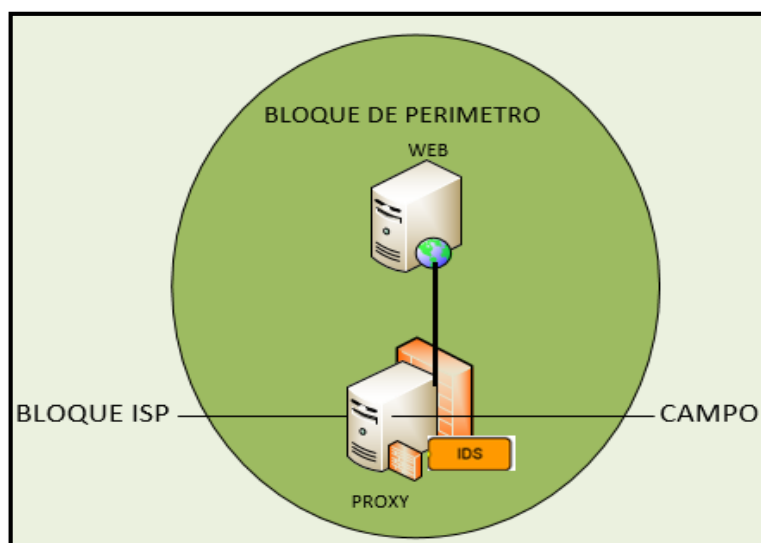 BLOQUE DE PERIMETRO
WEB
BLOQUE ISP
CAMPO
IDS
PROXY